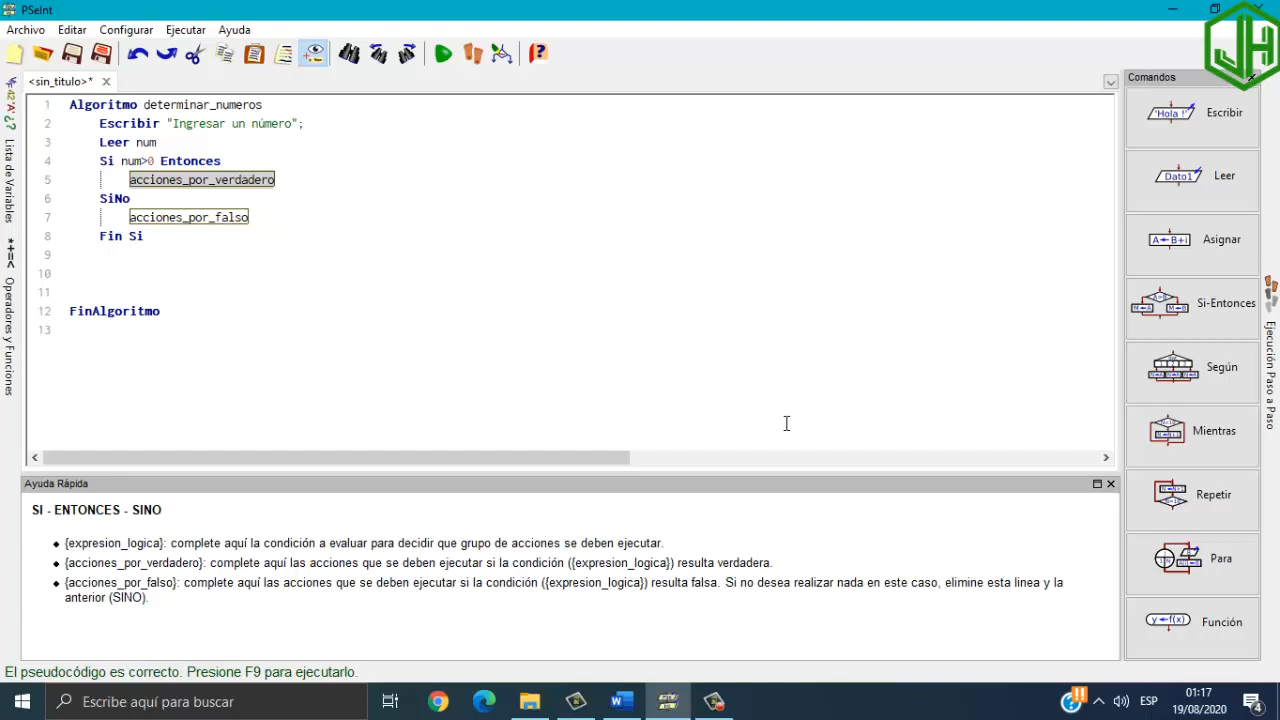 PSeInt
Archivo Editar Configurar Ejecutar Ayuda
<sin_titulo>*
Comandos
JH
1 Algoritmo determinar_numeros
2 Escribir "Ingresar un número";
3 Leer num
4 Si num>0 Entonces
5 acciones_por_verdadero
6 SiNo
7 acciones_por_falso
8 Fin Si
9
10
11
12 FinAlgoritmo
13
Lista de Variables
*+=< Operadores y Funciones
'Hola !' Escribir
Dato1 Leer
A←B+i Asignar
Si-Entonces
Según
Mientras
Repetir
Para
y←f(x) Función
Ejecución Paso a Paso
Ayuda Rápida
SI - ENTONCES - SINO
{expresion_logica}: complete aquí la condición a evaluar para decidir que grupo de acciones se deben ejecutar.
{acciones_por_verdadero}: complete aquí las acciones que se deben ejecutar si la condición ({expresion_logica}) resulta verdadera.
{acciones_por_falso}: complete aquí las acciones que se deben ejecutar si la condición ({expresion_logica}) resulta falsa. Si no desea realizar nada en este caso, elimine esta linea y la
anterior (SINO).
El pseudocódigo es correcto. Presione F9 para ejecutarlo.
Escribe aquí para buscar
ESP
01:17
19/08/2020
4